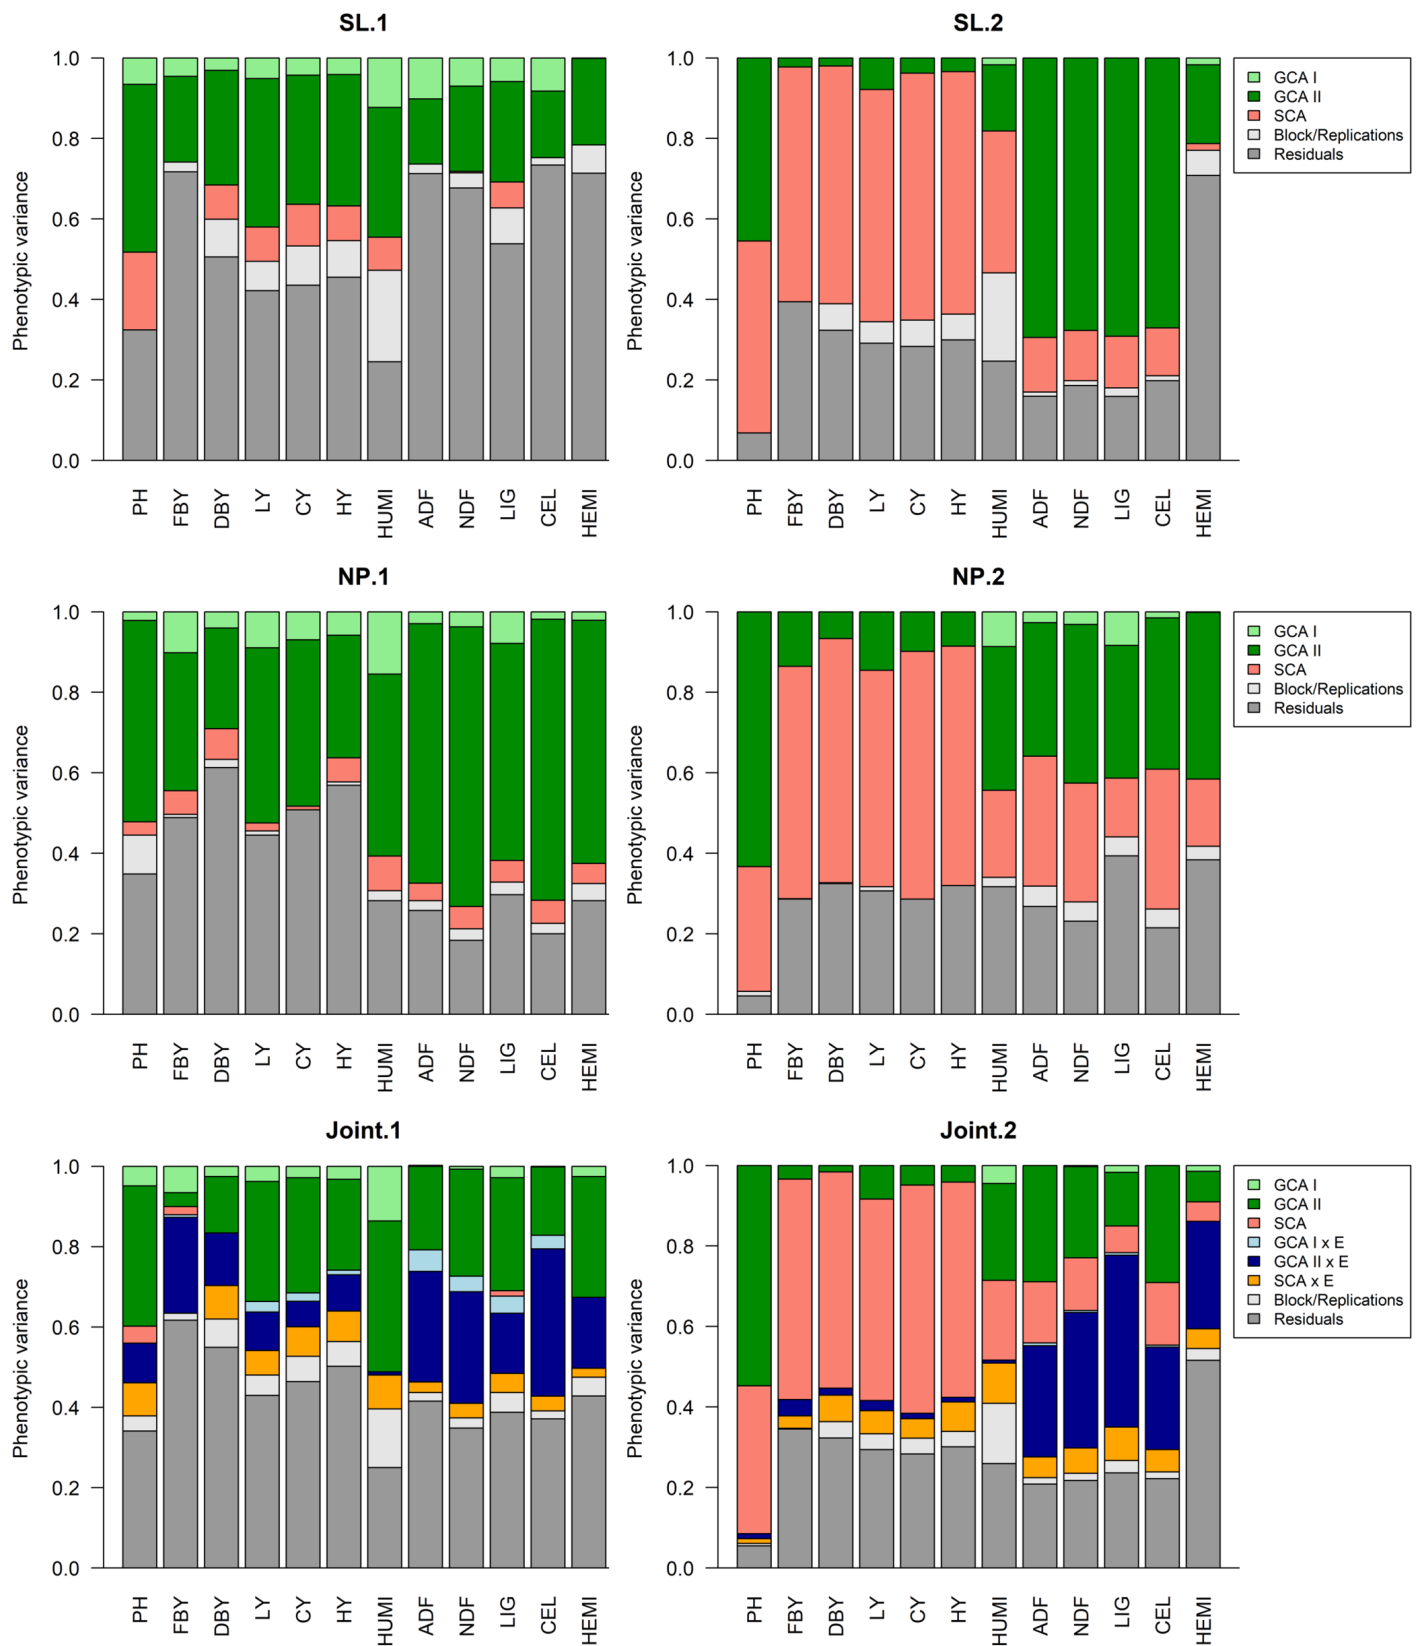 SL.1
Phenotypic variance
1.0
0.8
0.6
0.4
0.2
0.0
PH FBY DBY LY CY HY HUMI ADF NDF LIG CEL HEMI
SL.2
Phenotypic variance
1.0
0.8
0.6
0.4
0.2
0.0
PH FBY DBY LY CY HY HUMI ADF NDF LIG CEL HEMI
GCA I
GCA II
SCA
Block/Replications
Residuals
NP.1
Phenotypic variance
1.0
0.8
0.6
0.4
0.2
0.0
PH FBY DBY LY CY HY HUMI ADF NDF LIG CEL HEMI
NP.2
Phenotypic variance
1.0
0.8
0.6
0.4
0.2
0.0
PH FBY DBY LY CY HY HUMI ADF NDF LIG CEL HEMI
GCA I
GCA II
SCA
Block/Replications
Residuals
Joint.1
Phenotypic variance
1.0
0.8
0.6
0.4
0.2
0.0
PH FBY DBY LY CY HY HUMI ADF NDF LIG CEL HEMI
Joint.2
Phenotypic variance
1.0
0.8
0.6
0.4
0.2
0.0
PH FBY DBY LY CY HY HUMI ADF NDF LIG CEL HEMI
GCA I
GCA II
SCA
GCA I x E
GCA II x E
SCA x E
Block/Replications
Residuals